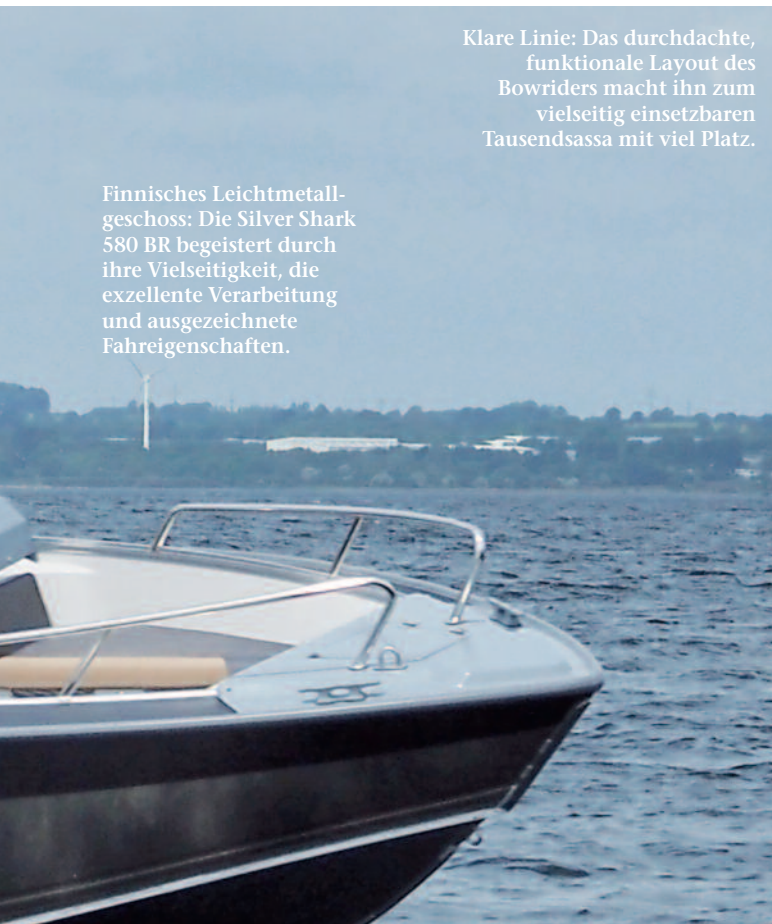 Klare Linie: Das durchdachte,
funktionale Layout des
Bowriders macht ihn zum
vielseitig einsetzbaren
Tausendsassa mit viel Platz.
Finnisches Leichtmetall-
geschoss: Die Silver Shark
580 BR begeistert durch
ihre Vielseitigkeit, die
exzellente Verarbeitung
und ausgezeichnete
Fahreigenschaften.